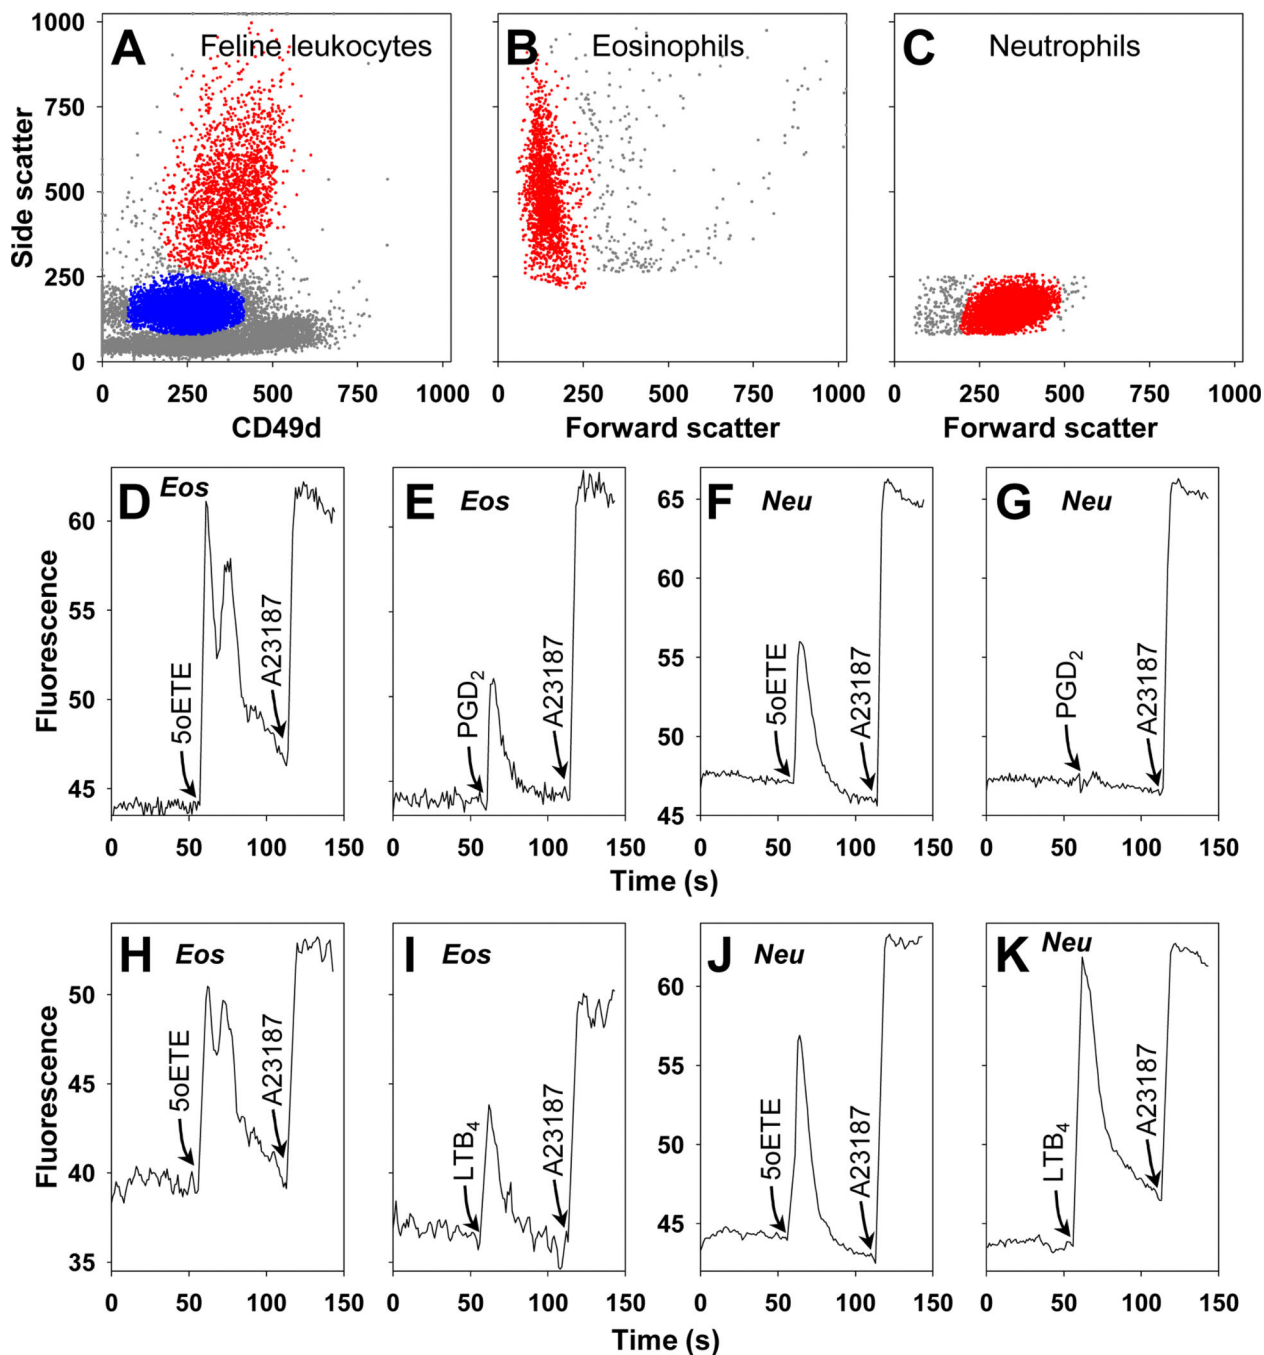 A Feline leukocytes
B Eosinophils
C Neutrophils
Side scatter
1000
750
500
250
0
0 250 500 750 1000
0 250 500 750 1000
0 250 500 750 1000
CD49d
Forward scatter
Forward scatter
D Eos
E Eos
F Neu
G Neu
Fluorescence
60
55
50
44
65
60
50
45
5oETE
A23187
PGD2
A23187
5oETE
A23187
PGD2
A23187
0 50 100 150
0 50 100 150
0 50 100 150
0 50 100 150
Time (s)
H Eos
I Eos
J Neu
K Neu
Fluorescence
50
45
40
35
60
55
50
45
5oETE
A23187
LTB4
A23187
5oETE
A23187
LTB4
A23187
0 50 100 150
0 50 100 150
0 50 100 150
0 50 100 150
Time (s)